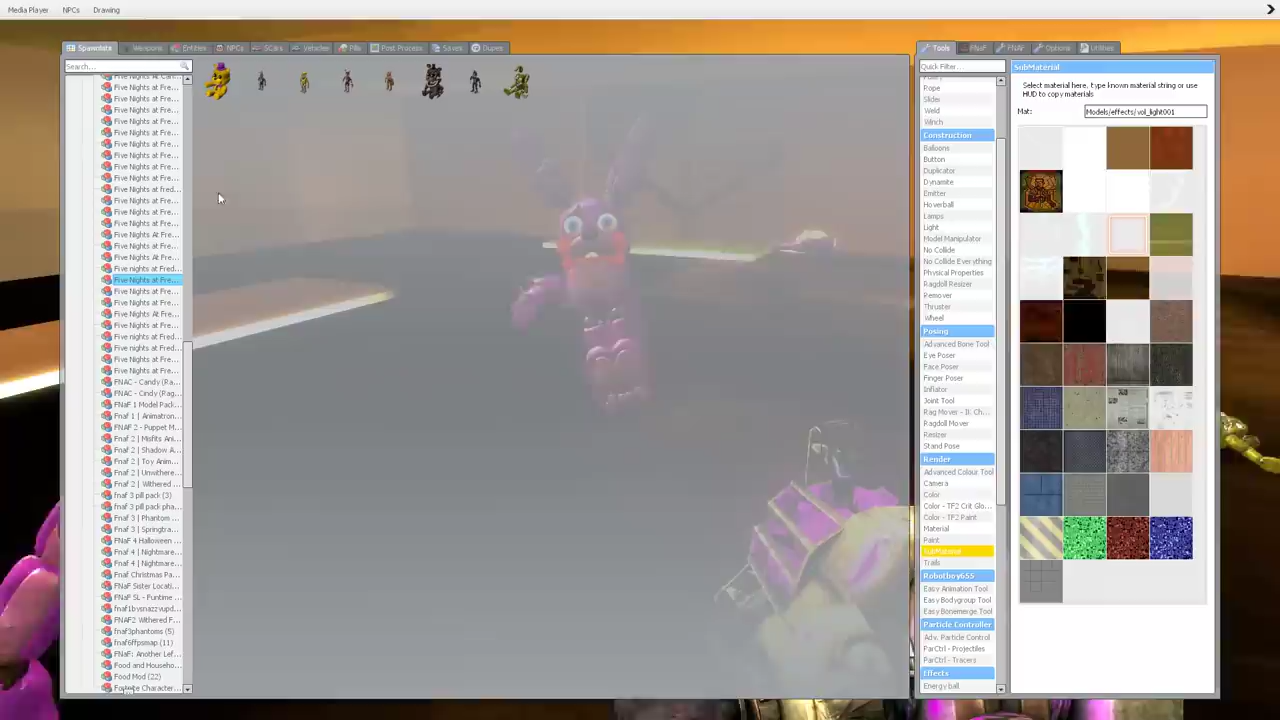 Media Player NPCs Drawing
Spawnlists Weapons Entities NPCs SCars Vehicles Pills Post Process Saves Dupes
Search...
Five Nights At Can...
Five Nights at Fre...
Five Nights at Fre...
Five Nights at Fre...
Five Nights at Fre...
Five Nights at Fre...
Five Nights at Fre...
Five Nights at Fre...
Five Nights at Fre...
Five Nights at Fre...
Five Nights at fred...
Five Nights at Fre...
Five Nights at Fre...
Five Nights at Fre...
Five Nights At Fre...
Five Nights at Fre...
Five Nights At Fre...
Five nights at Fred...
Five Nights at Fre...
Five Nights at Fre...
Five Nights at Fre...
Five Nights At Fre...
Five Nights at Fre...
Five nights at Fred...
Five nights at Fred...
Five Nights at Fre...
Five Nights at Fre...
FNAC - Candy (Ra...
FNAC - Cindy (Rag...
FNaF 1 Model Pack...
Fnaf 1 | Animatron...
FNAF 2 - Puppet M...
Fnaf 2 | Misfits Ani...
Fnaf 2 | Shadow A...
Fnaf 2 | Toy Anim...
Fnaf 2 | Unwithere...
Fnaf 2 | Withered ...
fnaf 3 pill pack (3)
fnaf 3 pill pack pha...
Fnaf 3 | Phantom ...
Fnaf 3 | Springtra...
FNAF 4 Halloween ...
Fnaf 4 | Nightmare...
Fnaf 4 | Nightmare...
Fnaf Christmas Pa...
FNaF Sister Locati...
FNaF SL - Funtime ...
fnaf1bysnazzyupd...
FNAF2 Withered F...
fnaf3phantoms (5)
fnaf6ffpsmap (11)
FNaF: Another Lef...
Food and Househo...
Food Mod (22)
Fortnite Character...
Tools FNaF FNAF Options Utilities
Quick Filter...
Rope
Slider
Weld
Winch
Construction
Balloons
Button
Duplicator
Dynamite
Emitter
Hoverball
Lamps
Light
Model Manipulator
No Collide
No Collide Everything
Physical Properties
Ragdoll Resizer
Remover
Thruster
Wheel
Posing
Advanced Bone Tool
Eye Poser
Face Poser
Finger Poser
Inflator
Joint Tool
Rag Mover - II. Ch...
Ragdoll Mover
Resizer
Stand Pose
Render
Advanced Colour Tool
Camera
Color
Color - TF2 Crit Glo...
Color - TF2 Paint
Material
Paint
SubMaterial
Trails
Robotboy655
Easy Animation Tool
Easy Bodygroup Tool
Easy Bonemerge Tool
Particle Controller
Adv. Particle Control
ParCtrl - Projectiles
ParCtrl - Tracers
Effects
Energy ball
SubMaterial
Select material here, type known material string or use
HUD to copy materials
Mat: Models/effects/vol_light001